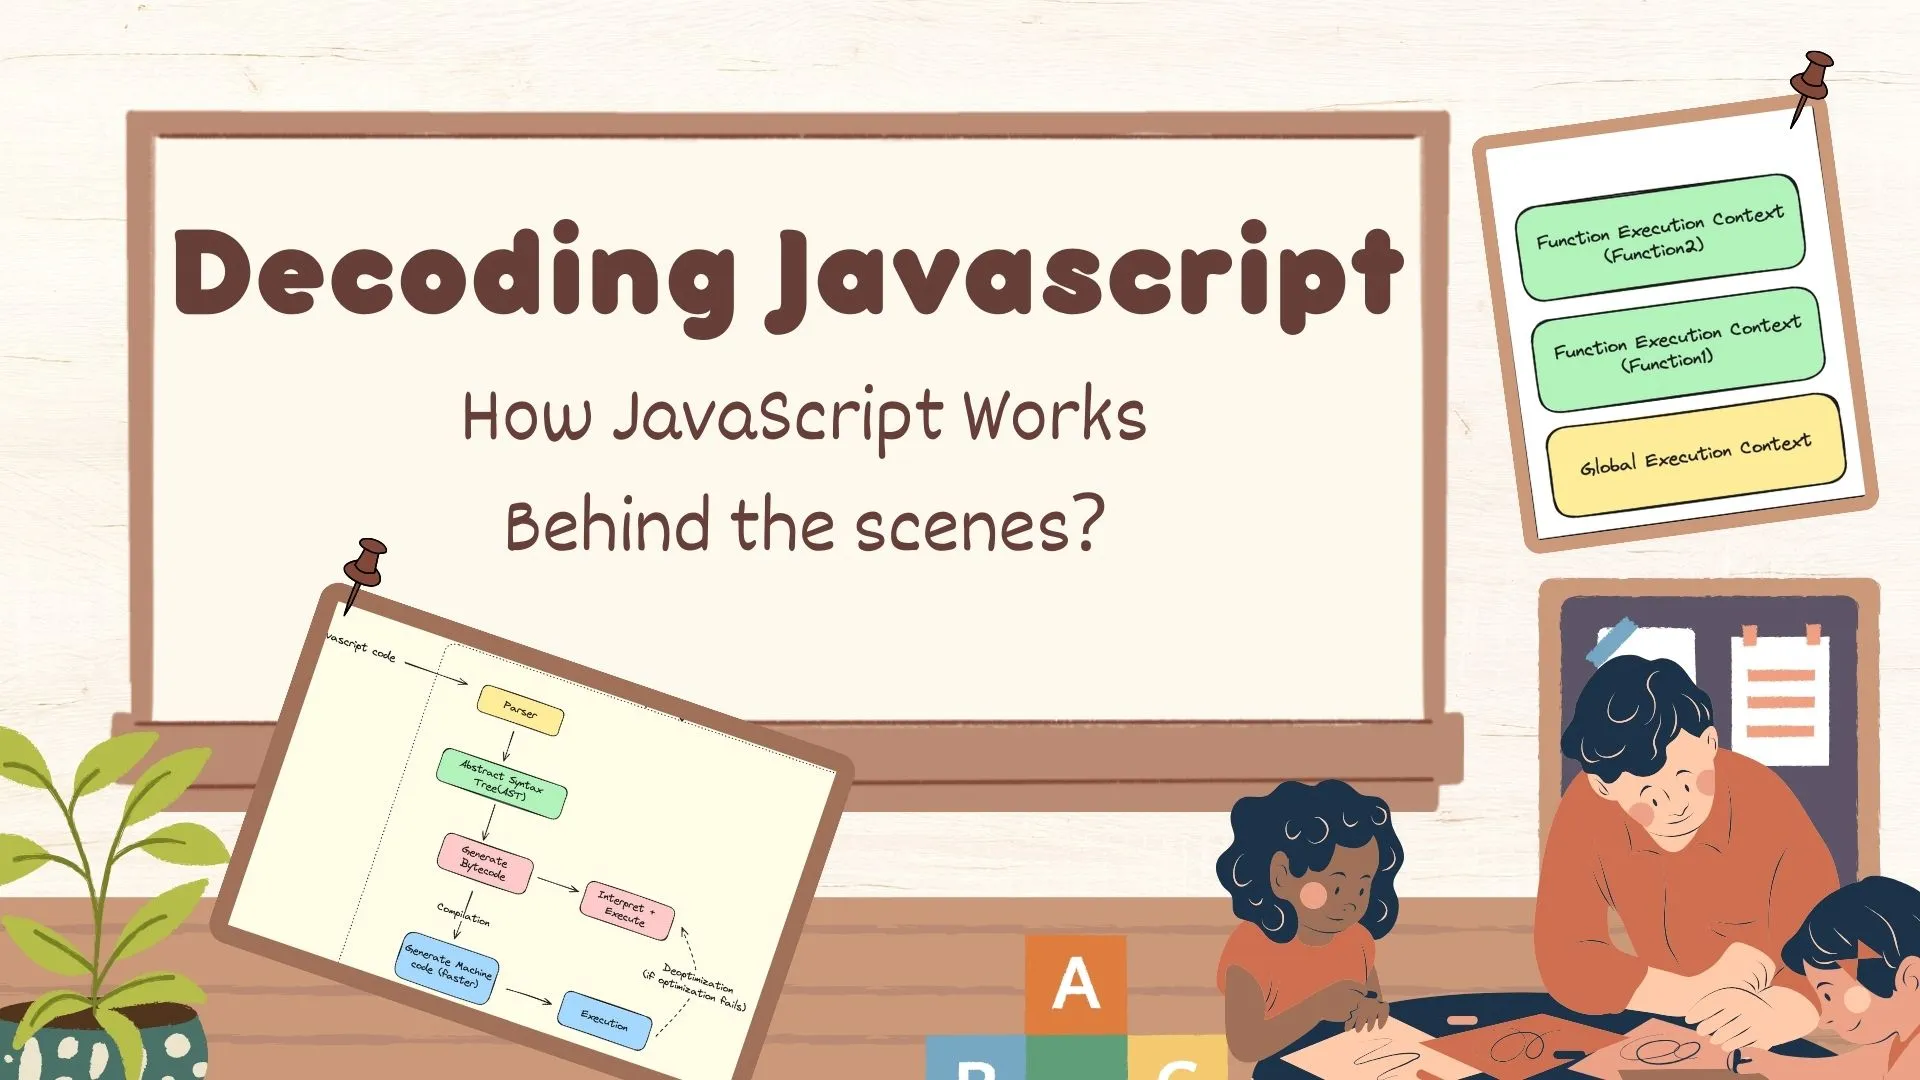 Decoding Javascript
How JavaScript Works
Behind the scenes?
Function Execution Context
(Function2)
Function Execution Context
(Function1)
Global Execution Context
vascript code
Parser
Abstract Syntax
Tree(AST)
Generate
Bytecode
Interpret +
Execute
Compilation
Generate Machine
code (faster)
Execution
Deoptimization
(if optimization fails)
A
B
C